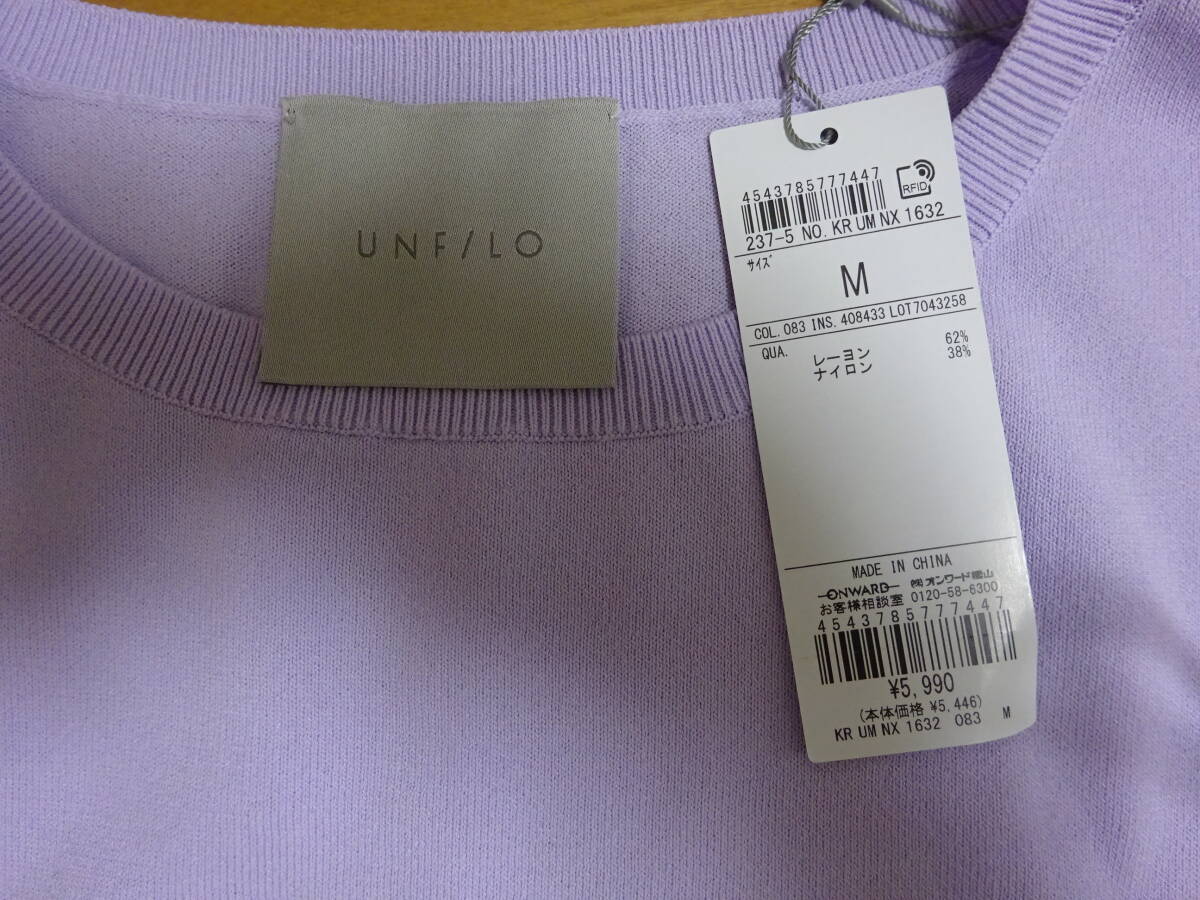 UNF/LO
4543785777447
RFID
237-5 NO. KR UM NX 1632
サイズ
M
COL. 083 INS. 408433 LOT7043258
QUA. レーヨン 62%
ナイロン 38%
MADE IN CHINA
ONWARD ㈱オンワード樫山
お客様相談室 0120-58-6300
4543785777447
¥5,990
(本体価格 ¥5,446)
KR UM NX 1632 083 M